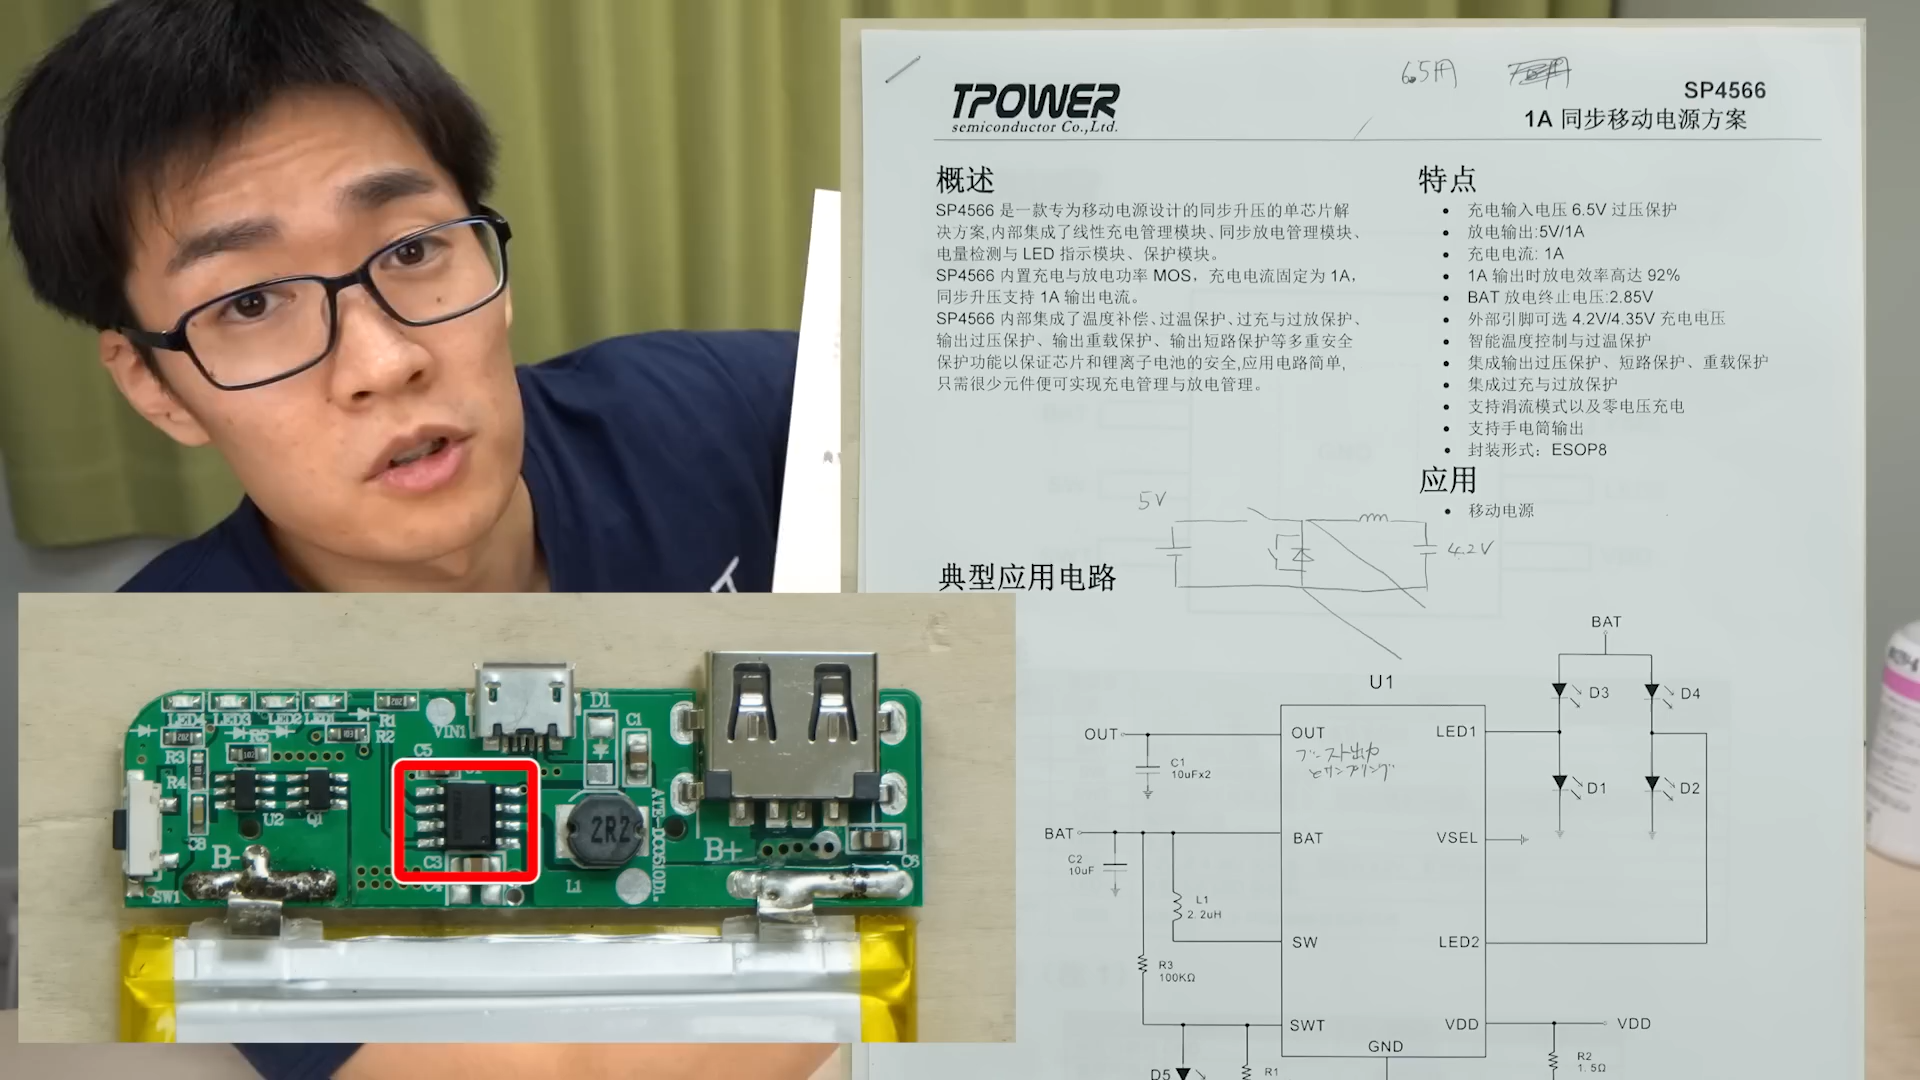 6.5円
TPOWER
semiconductor Co.,Ltd.
SP4566
1A 同步移动电源方案
概述
SP4566 是一款专为移动电源设计的同步升压的单芯片解
决方案,内部集成了线性充电管理模块、同步放电管理模块、
电量检测与 LED 指示模块、保护模块。
SP4566 内置充电与放电功率 MOS，充电电流固定为 1A，
同步升压支持 1A 输出电流。
SP4566 内部集成了温度补偿、过温保护、过充与过放保护、
输出过压保护、输出重载保护、输出短路保护等多重安全
保护功能以保证芯片和锂离子电池的安全,应用电路简单,
只需很少元件便可实现充电管理与放电管理。
特点
• 充电输入电压 6.5V 过压保护
• 放电输出:5V/1A
• 充电电流: 1A
• 1A 输出时放电效率高达 92%
• BAT 放电终止电压:2.85V
• 外部引脚可选 4.2V/4.35V 充电电压
• 智能温度控制与过温保护
• 集成输出过压保护、短路保护、重载保护
• 集成过充与过放保护
• 支持涓流模式以及零电压充电
• 支持手电筒输出
• 封装形式：ESOP8
应用
• 移动电源
5V
4.2V
典型应用电路
BAT
U1
D3
D4
OUT
OUT
LED1
ブースト出力
とサンプリング
C1
10uFx2
D1
D2
BAT
BAT
VSEL
C2
10uF
L1
2.2uH
SW
LED2
R3
100KΩ
SWT
VDD
VDD
GND
D5
R1
R2
1.5Ω
LED4
LED3
LED2
LED1
R1
R2
VIN1
D1
C1
R3
R5
C5
R4
U2
Q1
2R2
ATE-DC0510D1.
C8
B-
C3
C4
L1
B+
C6
SW1